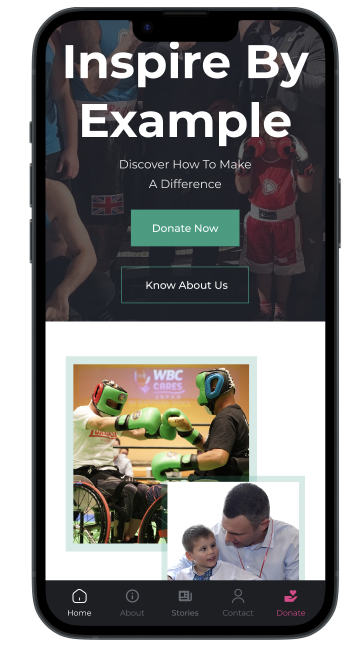 Inspire By
Example
Discover How To Make
A Difference
Donate Now
Know About Us
WBC
CARES
JAPAN
Home
About
Stories
Contact
Donate